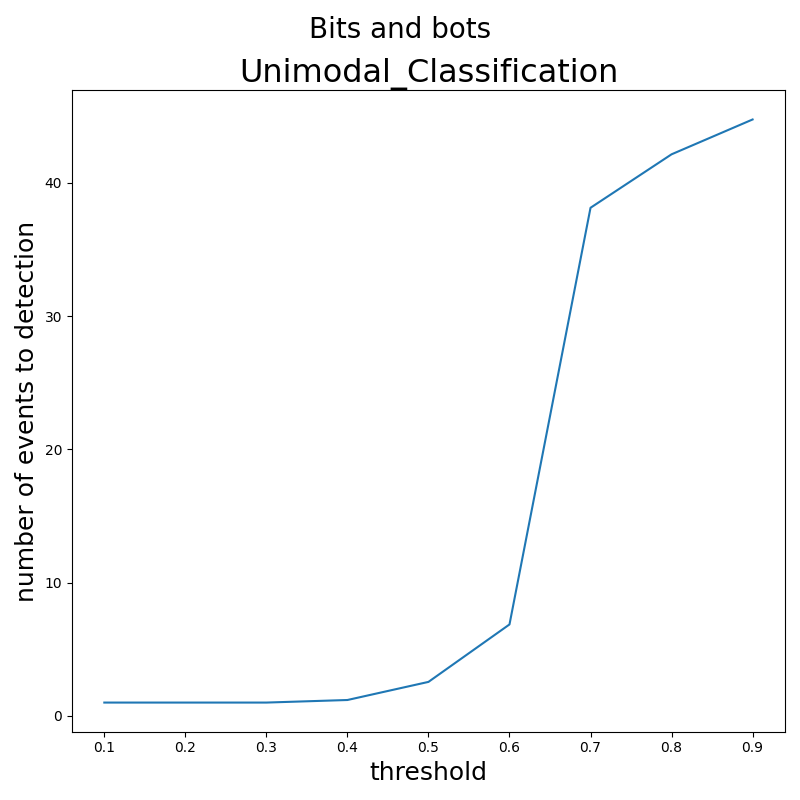 Bits and bots
Unimodal_Classification
number of events to detection
40
30
20
10
0
0.1 0.2 0.3 0.4 0.5 0.6 0.7 0.8 0.9
threshold